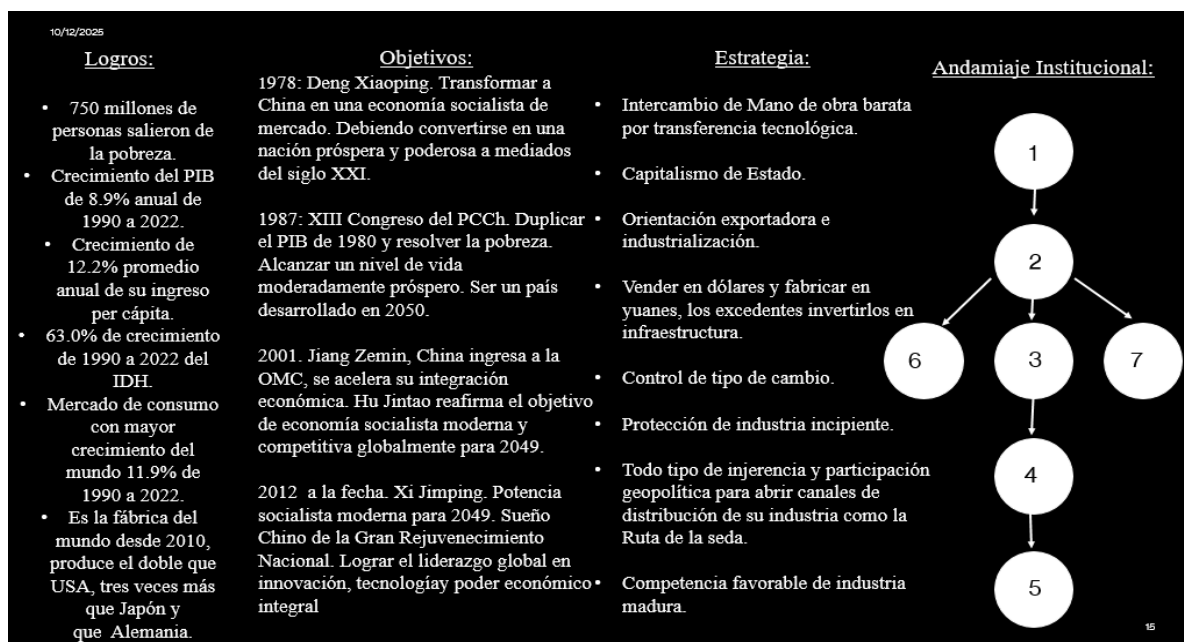 10/12/2025
Logros:
• 750 millones de
personas salieron de
la pobreza.
• Crecimiento del PIB
de 8.9% anual de
1990 a 2022.
• Crecimiento de
12.2% promedio
anual de su ingreso
per cápita.
• 63.0% de crecimiento
de 1990 a 2022 del
IDH.
• Mercado de consumo
con mayor
crecimiento del
mundo 11.9% de
1990 a 2022.
• Es la fábrica del
mundo desde 2010,
produce el doble que
USA, tres veces más
que Japón y
que Alemania.
Objetivos:
1978: Deng Xiaoping. Transformar a
China en una economía socialista de
mercado. Debiendo convertirse en una
nación próspera y poderosa a mediados
del siglo XXI.
1987: XIII Congreso del PCCh. Duplicar
el PIB de 1980 y resolver la pobreza.
Alcanzar un nivel de vida
moderadamente próspero. Ser un país
desarrollado en 2050.
2001. Jiang Zemin, China ingresa a la
OMC, se acelera su integración
económica. Hu Jintao reafirma el objetivo
de economía socialista moderna y
competitiva globalmente para 2049.
2012 a la fecha. Xi Jimping. Potencia
socialista moderna para 2049. Sueño
Chino de la Gran Rejuvenecimiento
Nacional. Lograr el liderazgo global en
innovación, tecnologíay poder económico
integral
Estrategia:
• Intercambio de Mano de obra barata
por transferencia tecnológica.
• Capitalismo de Estado.
• Orientación exportadora e
industrialización.
• Vender en dólares y fabricar en
yuanes, los excedentes invertirlos en
infraestructura.
• Control de tipo de cambio.
• Protección de industria incipiente.
• Todo tipo de injerencia y participación
geopolítica para abrir canales de
distribución de su industria como la
Ruta de la seda.
• Competencia favorable de industria
madura.
Andamiaje Institucional:
1
2
6 3 7
4
5
15